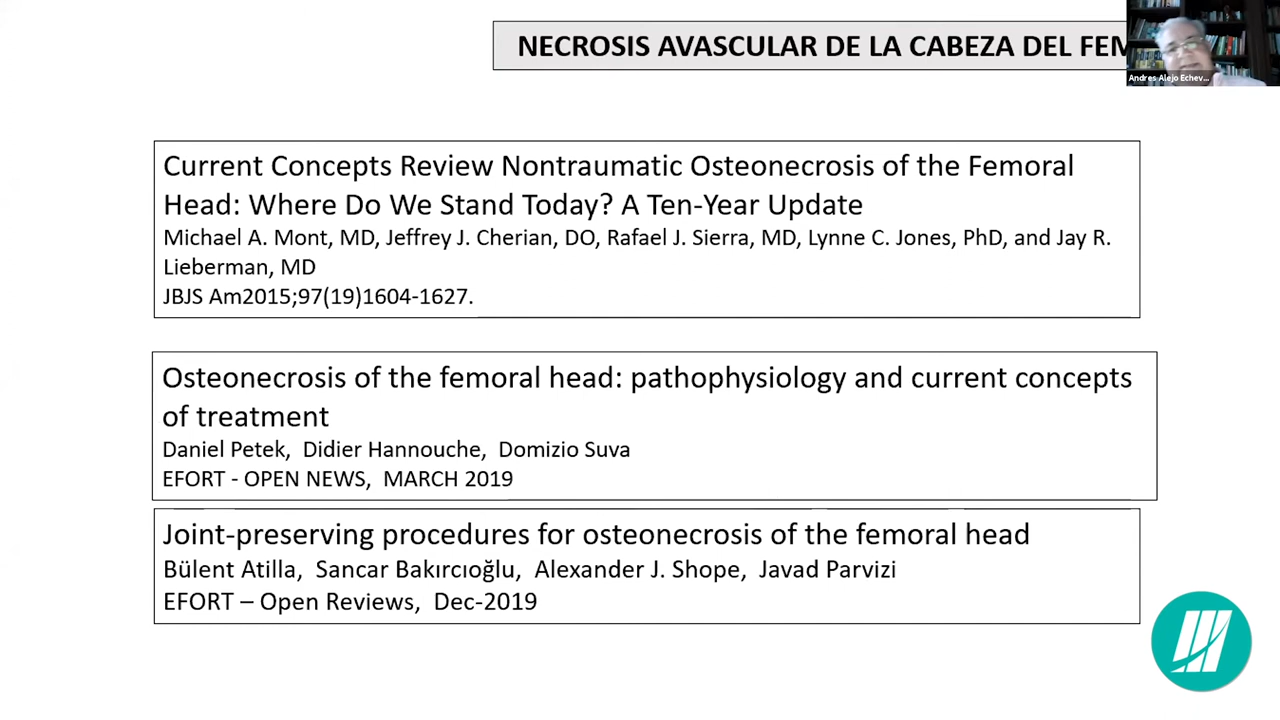 NECROSIS AVASCULAR DE LA CABEZA DEL FEM
Andres Alejo Echev...
Current Concepts Review Nontraumatic Osteonecrosis of the Femoral
Head: Where Do We Stand Today? A Ten-Year Update
Michael A. Mont, MD, Jeffrey J. Cherian, DO, Rafael J. Sierra, MD, Lynne C. Jones, PhD, and Jay R.
Lieberman, MD
JBJS Am2015;97(19)1604-1627.
Osteonecrosis of the femoral head: pathophysiology and current concepts
of treatment
Daniel Petek, Didier Hannouche, Domizio Suva
EFORT - OPEN NEWS, MARCH 2019
Joint-preserving procedures for osteonecrosis of the femoral head
Bülent Atilla, Sancar Bakırcıoğlu, Alexander J. Shope, Javad Parvizi
EFORT – Open Reviews, Dec-2019